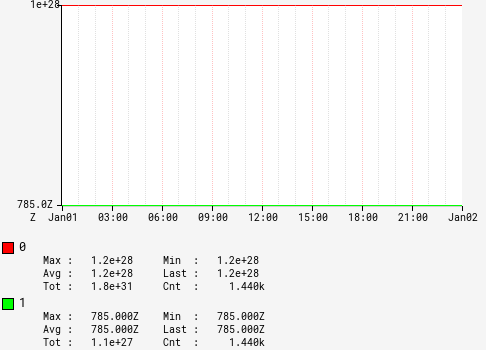 1e+28
785.0Z
Z Jan01 03:00 06:00 09:00 12:00 15:00 18:00 21:00 Jan02
0
Max : 1.2e+28 Min : 1.2e+28
Avg : 1.2e+28 Last : 1.2e+28
Tot : 1.8e+31 Cnt : 1.440k
1
Max : 785.000Z Min : 785.000Z
Avg : 785.000Z Last : 785.000Z
Tot : 1.1e+27 Cnt : 1.440k